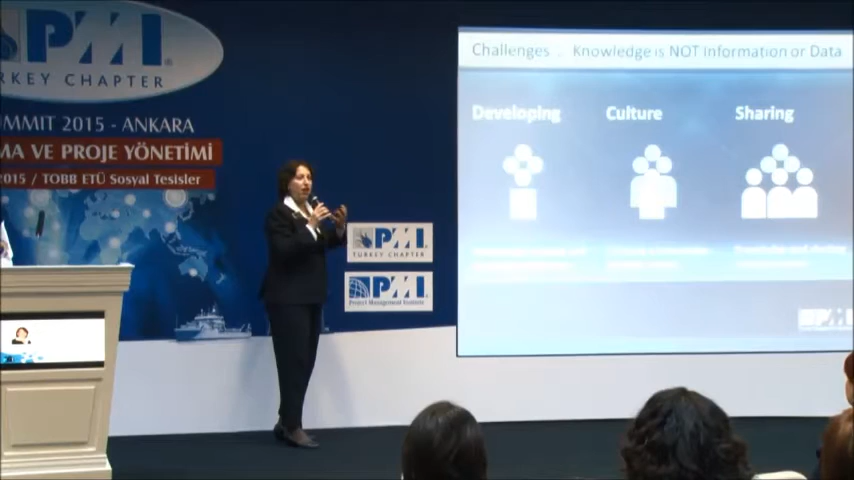 PMI®
TURKEY CHAPTER
SUMMIT 2015 - ANKARA
MA VE PROJE YÖNETİMİ
2015 / TOBB ETÜ Sosyal Tesisler
PMI
TURKEY CHAPTER
PMI
Project Management Institute
Challenges - Knowledge is NOT Information or Data
Developing Culture Sharing
PMI